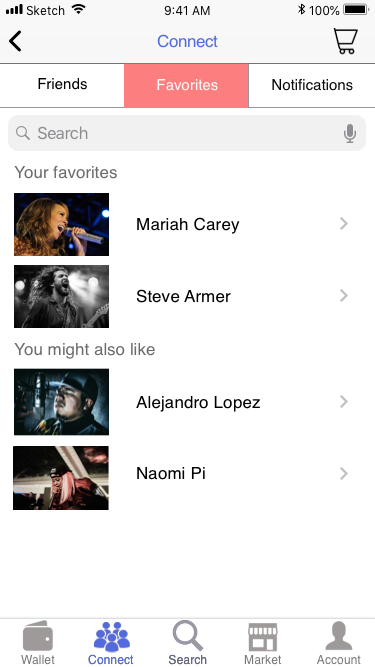 Sketch 9:41 AM 100%
Connect
Friends Favorites Notifications
Search
Your favorites
Mariah Carey
Steve Armer
You might also like
Alejandro Lopez
Naomi Pi
Wallet Connect Search Market Account